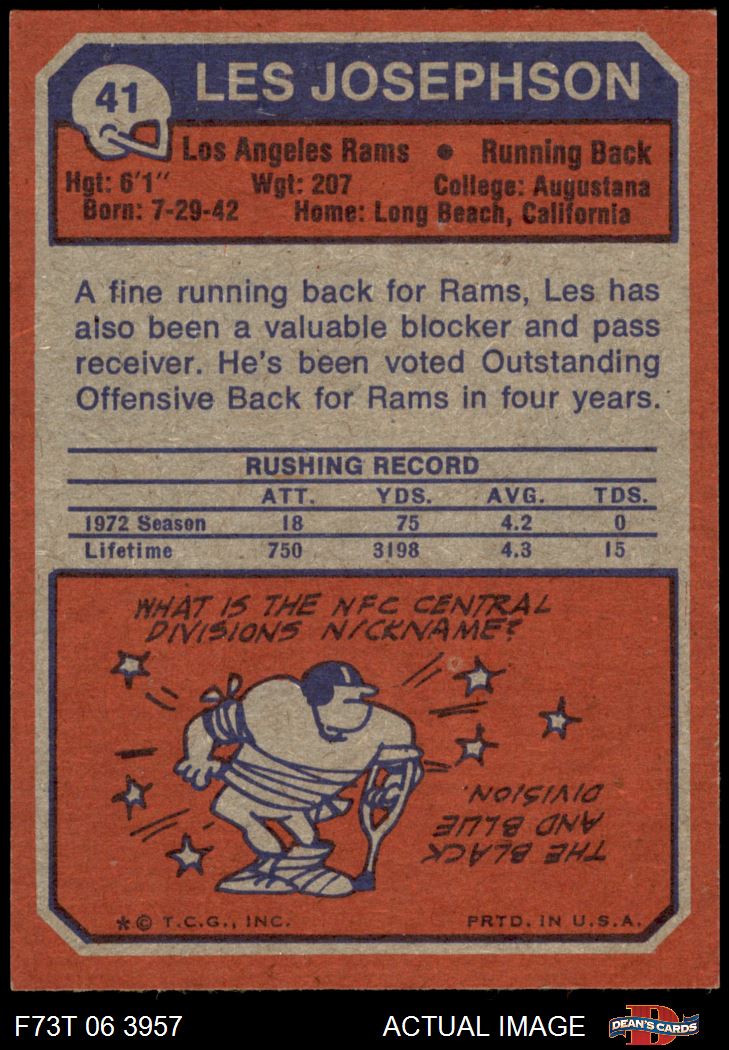 41
LES JOSEPHSON
Los Angeles Rams • Running Back
Hgt: 6'1" Wgt: 207 College: Augustana
Born: 7-29-42 Home: Long Beach, California
A fine running back for Rams, Les has
also been a valuable blocker and pass
receiver. He's been voted Outstanding
Offensive Back for Rams in four years.
RUSHING RECORD
ATT. YDS. AVG. TDS.
1972 Season 18 75 4.2 0
Lifetime 750 3198 4.3 15
WHAT IS THE NFC CENTRAL
DIVISIONS NICKNAME?
THE BLACK
AND BLUE
DIVISION.
* © T.C.G., INC. PRTD. IN U.S.A.
F73T 06 3957 ACTUAL IMAGE DEAN'S CARDS